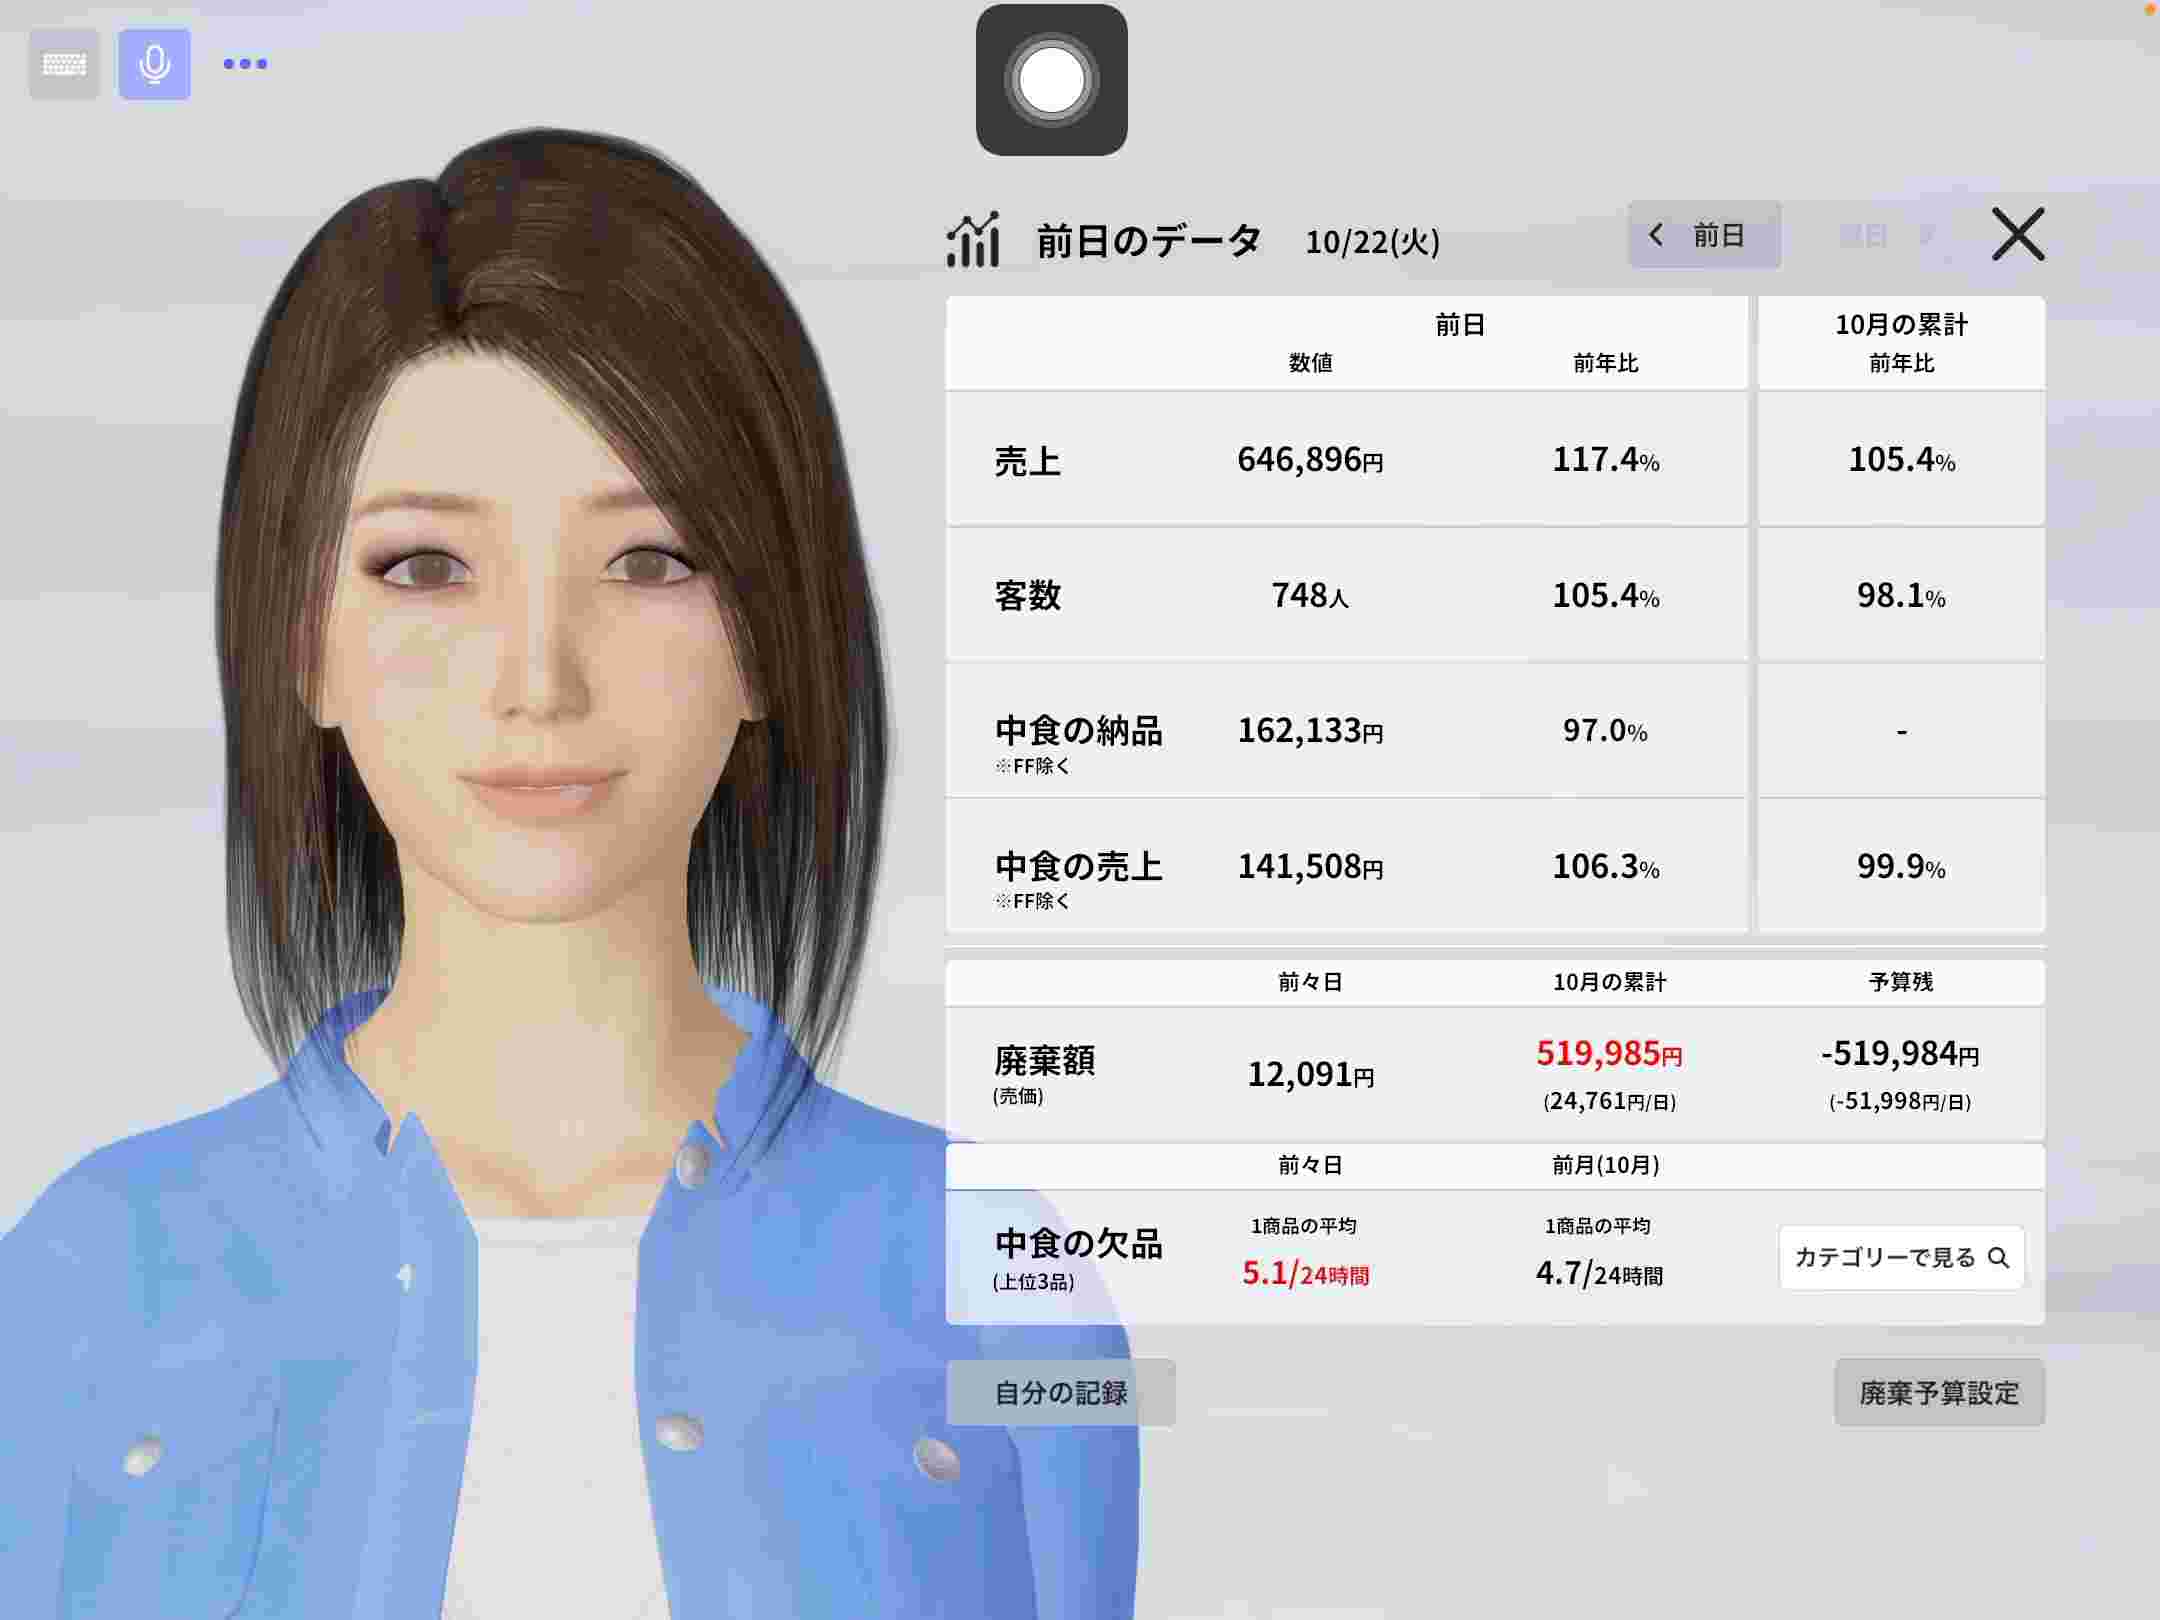 前日のデータ 10/22(火)
前日
翌日
前日
10月の累計
数値 前年比 前年比
売上 646,896円 117.4% 105.4%
客数 748人 105.4% 98.1%
中食の納品 162,133円 97.0% -
※FF除く
中食の売上 141,508円 106.3% 99.9%
※FF除く
前々日 10月の累計 予算残
廃棄額 12,091円 519,985円 -519,984円
(売価) (24,761円/日) (-51,998円/日)
前々日 前月(10月)
1商品の平均 1商品の平均
中食の欠品 5.1/24時間 4.7/24時間 カテゴリーで見る
(上位3品)
自分の記録 廃棄予算設定